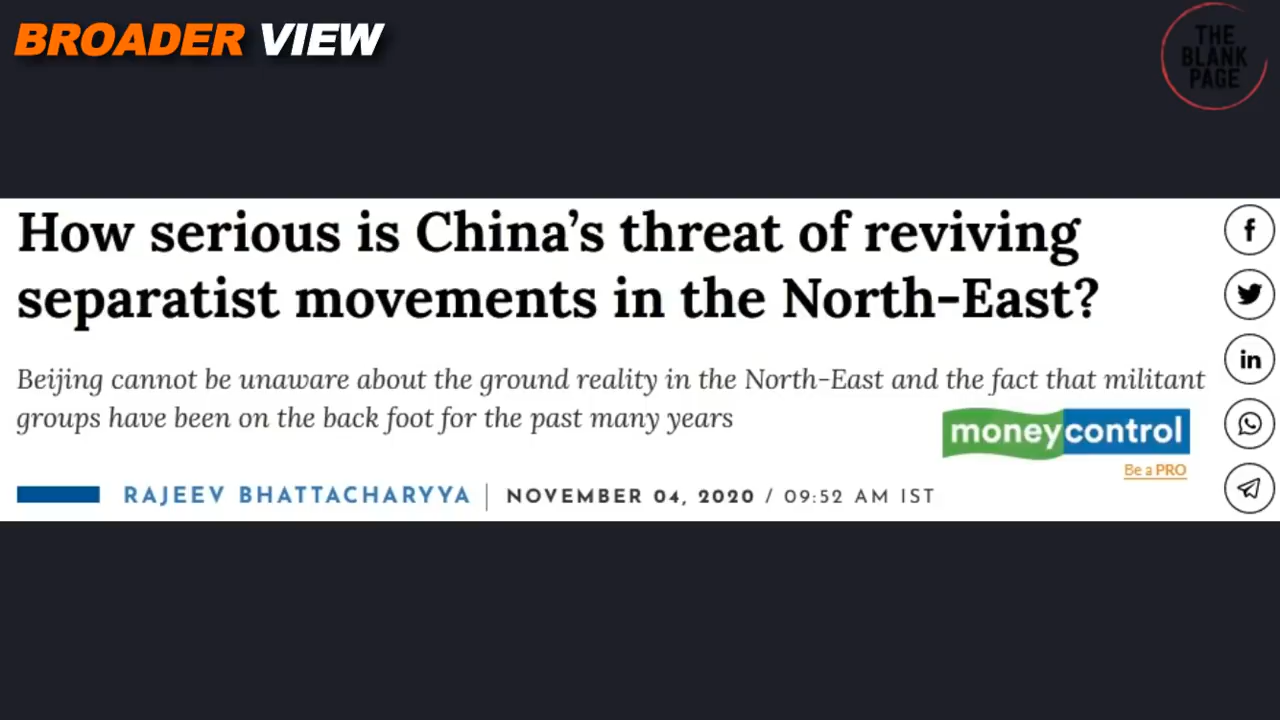 BROADER VIEW
THE
BLANK
PAGE
How serious is China's threat of reviving
separatist movements in the North-East?
Beijing cannot be unaware about the ground reality in the North-East and the fact that militant
groups have been on the back foot for the past many years
moneycontrol
Be a PRO
RAJEEV BHATTACHARYYA | NOVEMBER 04, 2020 / 09:52 AM IST
f
in